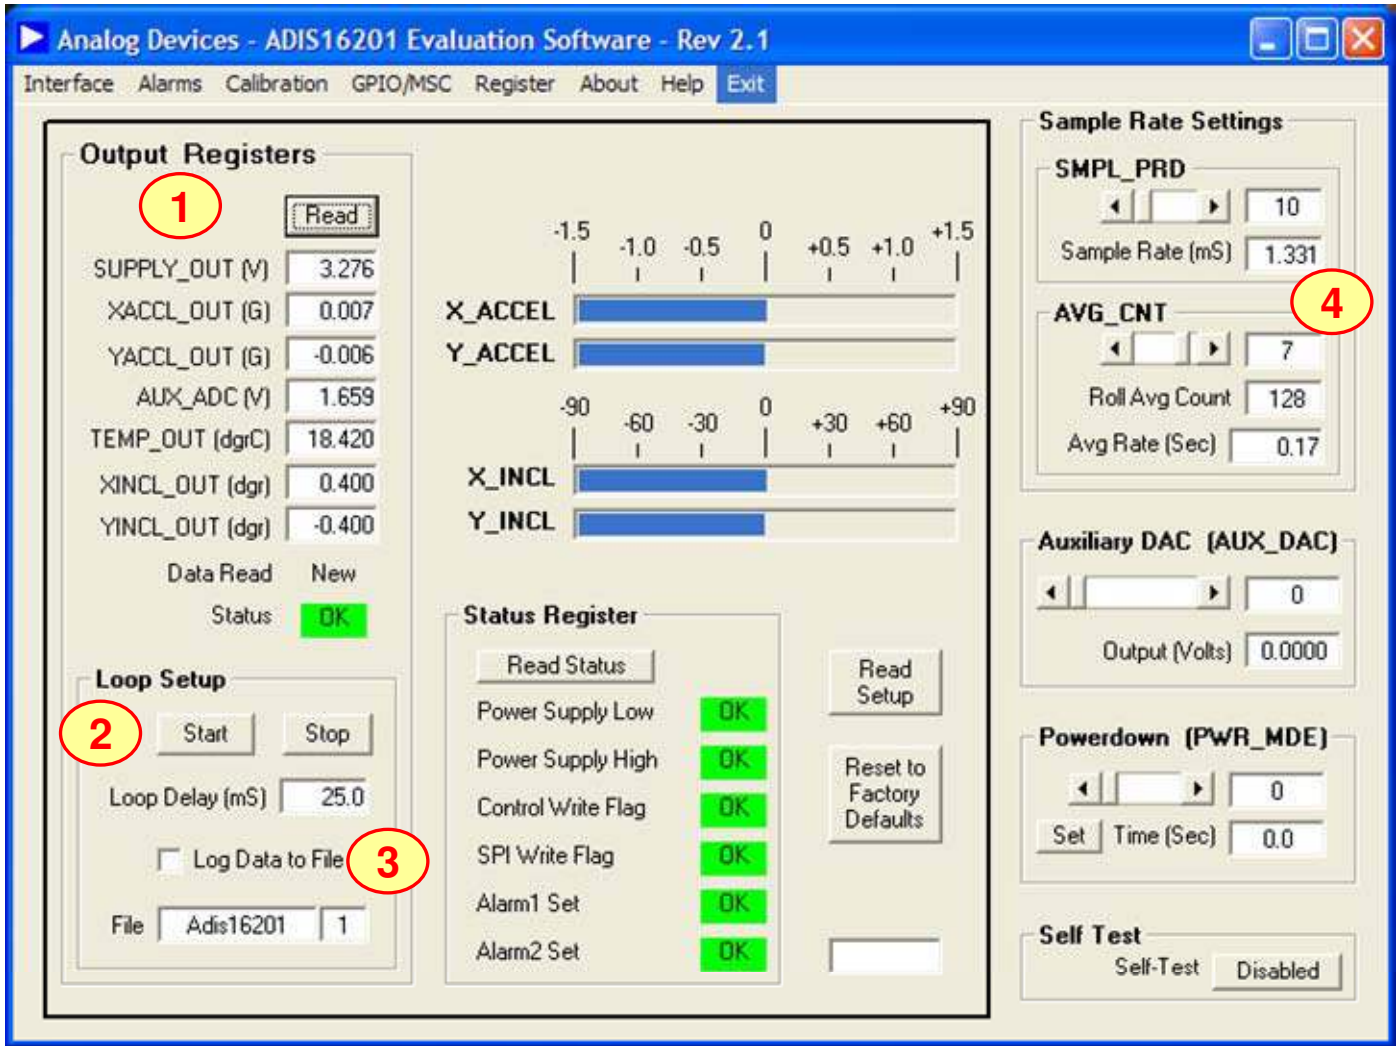 Analog Devices - ADIS16201 Evaluation Software - Rev 2.1
Interface Alarms Calibration GPIO/MSC Register About Help Exit
Output Registers
1
Read
SUPPLY_OUT (V) 3.276
XACCL_OUT (G) 0.007
YACCL_OUT (G) -0.006
AUX_ADC (V) 1.659
TEMP_OUT (dgrC) 18.420
XINCL_OUT (dgr) 0.400
YINCL_OUT (dgr) -0.400
Data Read New
Status OK
Loop Setup
2
Start Stop
Loop Delay (mS) 25.0
Log Data to File 3
File Adis16201 1
-1.5 -1.0 -0.5 0 +0.5 +1.0 +1.5
X_ACCEL
Y_ACCEL
-90 -60 -30 0 +30 +60 +90
X_INCL
Y_INCL
Status Register
Read Status
Power Supply Low OK
Power Supply High OK
Control Write Flag OK
SPI Write Flag OK
Alarm1 Set OK
Alarm2 Set OK
Read
Setup
Reset to
Factory
Defaults
Sample Rate Settings
SMPL_PRD
10
Sample Rate (mS) 1.331
4
AVG_CNT
7
Roll Avg Count 128
Avg Rate (Sec) 0.17
Auxiliary DAC (AUX_DAC)
0
Output (Volts) 0.0000
Powerdown (PWR_MDE)
0
Set Time (Sec) 0.0
Self Test
Self-Test Disabled